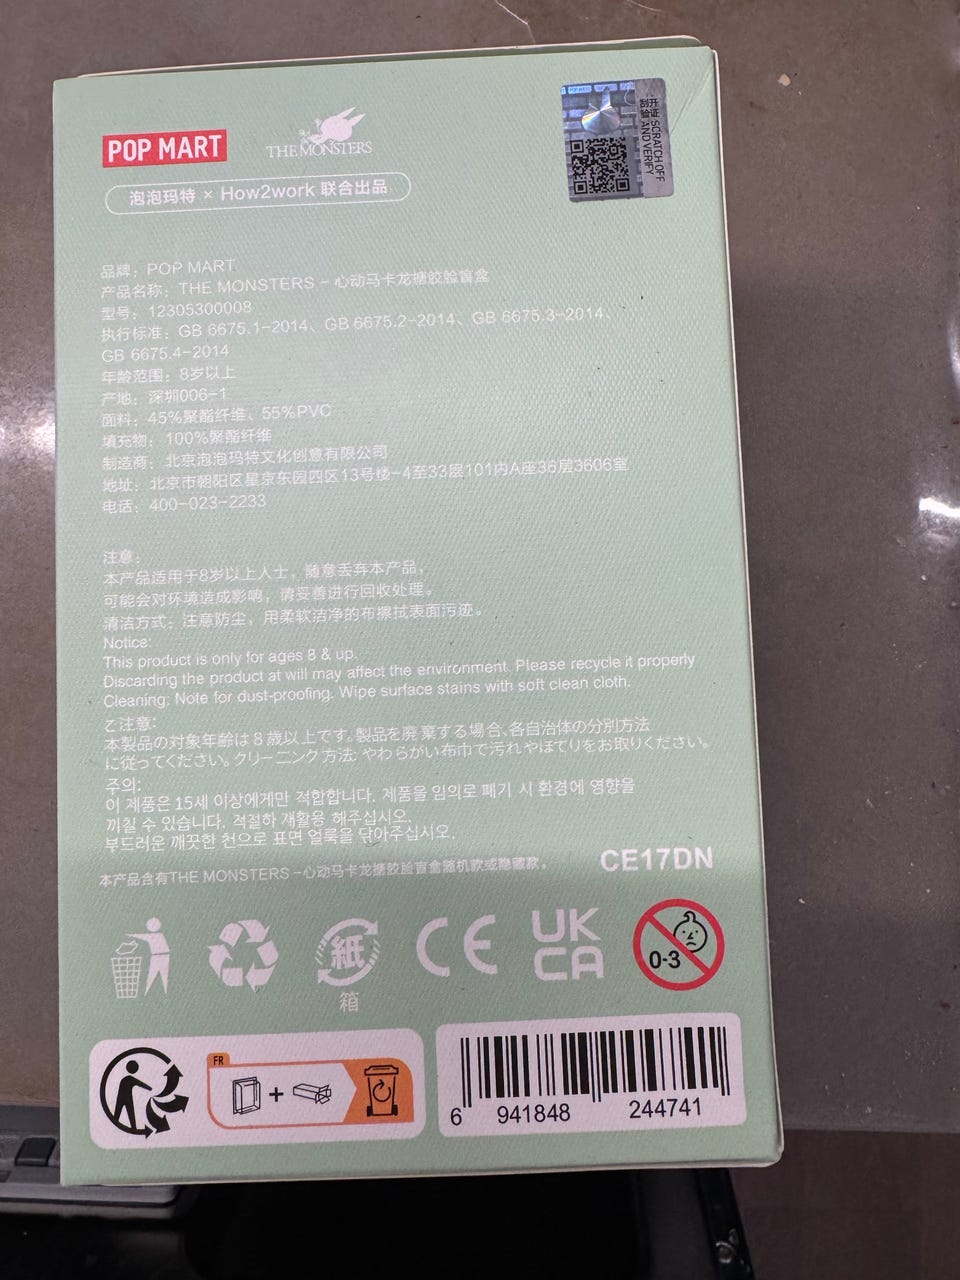 POP MART
THE MONSTERS
泡泡玛特 × How2work 联合出品
开涂 SCRATCH OFF
刮层 AND VERIFY
品牌：POP MART
产品名称：THE MONSTERS – 心动马卡龙搪胶脸盲盒
型号：12305300008
执行标准：GB 6675.1-2014、GB 6675.2-2014、GB 6675.3-2014、
GB 6675.4-2014
年龄范围：8岁以上
产地：深圳006-1
面料：45%聚酯纤维、55%PVC
填充物：100%聚酯纤维
制造商：北京泡泡玛特文化创意有限公司
地址：北京市朝阳区星京东园四区13号楼-4至33层101内A座36层3606室
电话：400-023-2233
注意：
本产品适用于8岁以上人士，随意丢弃本产品，
可能会对环境造成影响，请妥善进行回收处理。
清洁方式：注意防尘，用柔软洁净的布擦拭表面污迹。
Notice:
This product is only for ages 8 & up.
Discarding the product at will may affect the environment. Please recycle it properly
Cleaning: Note for dust-proofing. Wipe surface stains with soft clean cloth.
ご注意:
本製品の対象年齢は8歳以上です。製品を廃棄する場合、各自治体の分別方法
に従ってください。クリーニング方法: やわらかい布巾で汚れやほこりをお取りください。
주의:
이 제품은 15세 이상에게만 적합합니다. 제품을 임의로 폐기 시 환경에 영향을
끼칠 수 있습니다. 적절하 재활용 해주십시오.
부드러운 깨끗한 천으로 표면 얼룩을 닦아주십시오.
本产品含有THE MONSTERS –心动马卡龙搪胶脸盲盒随机款或隐藏款。
CE17DN
紙
箱
CE
UK
CA
0-3
FR
6 941848 244741